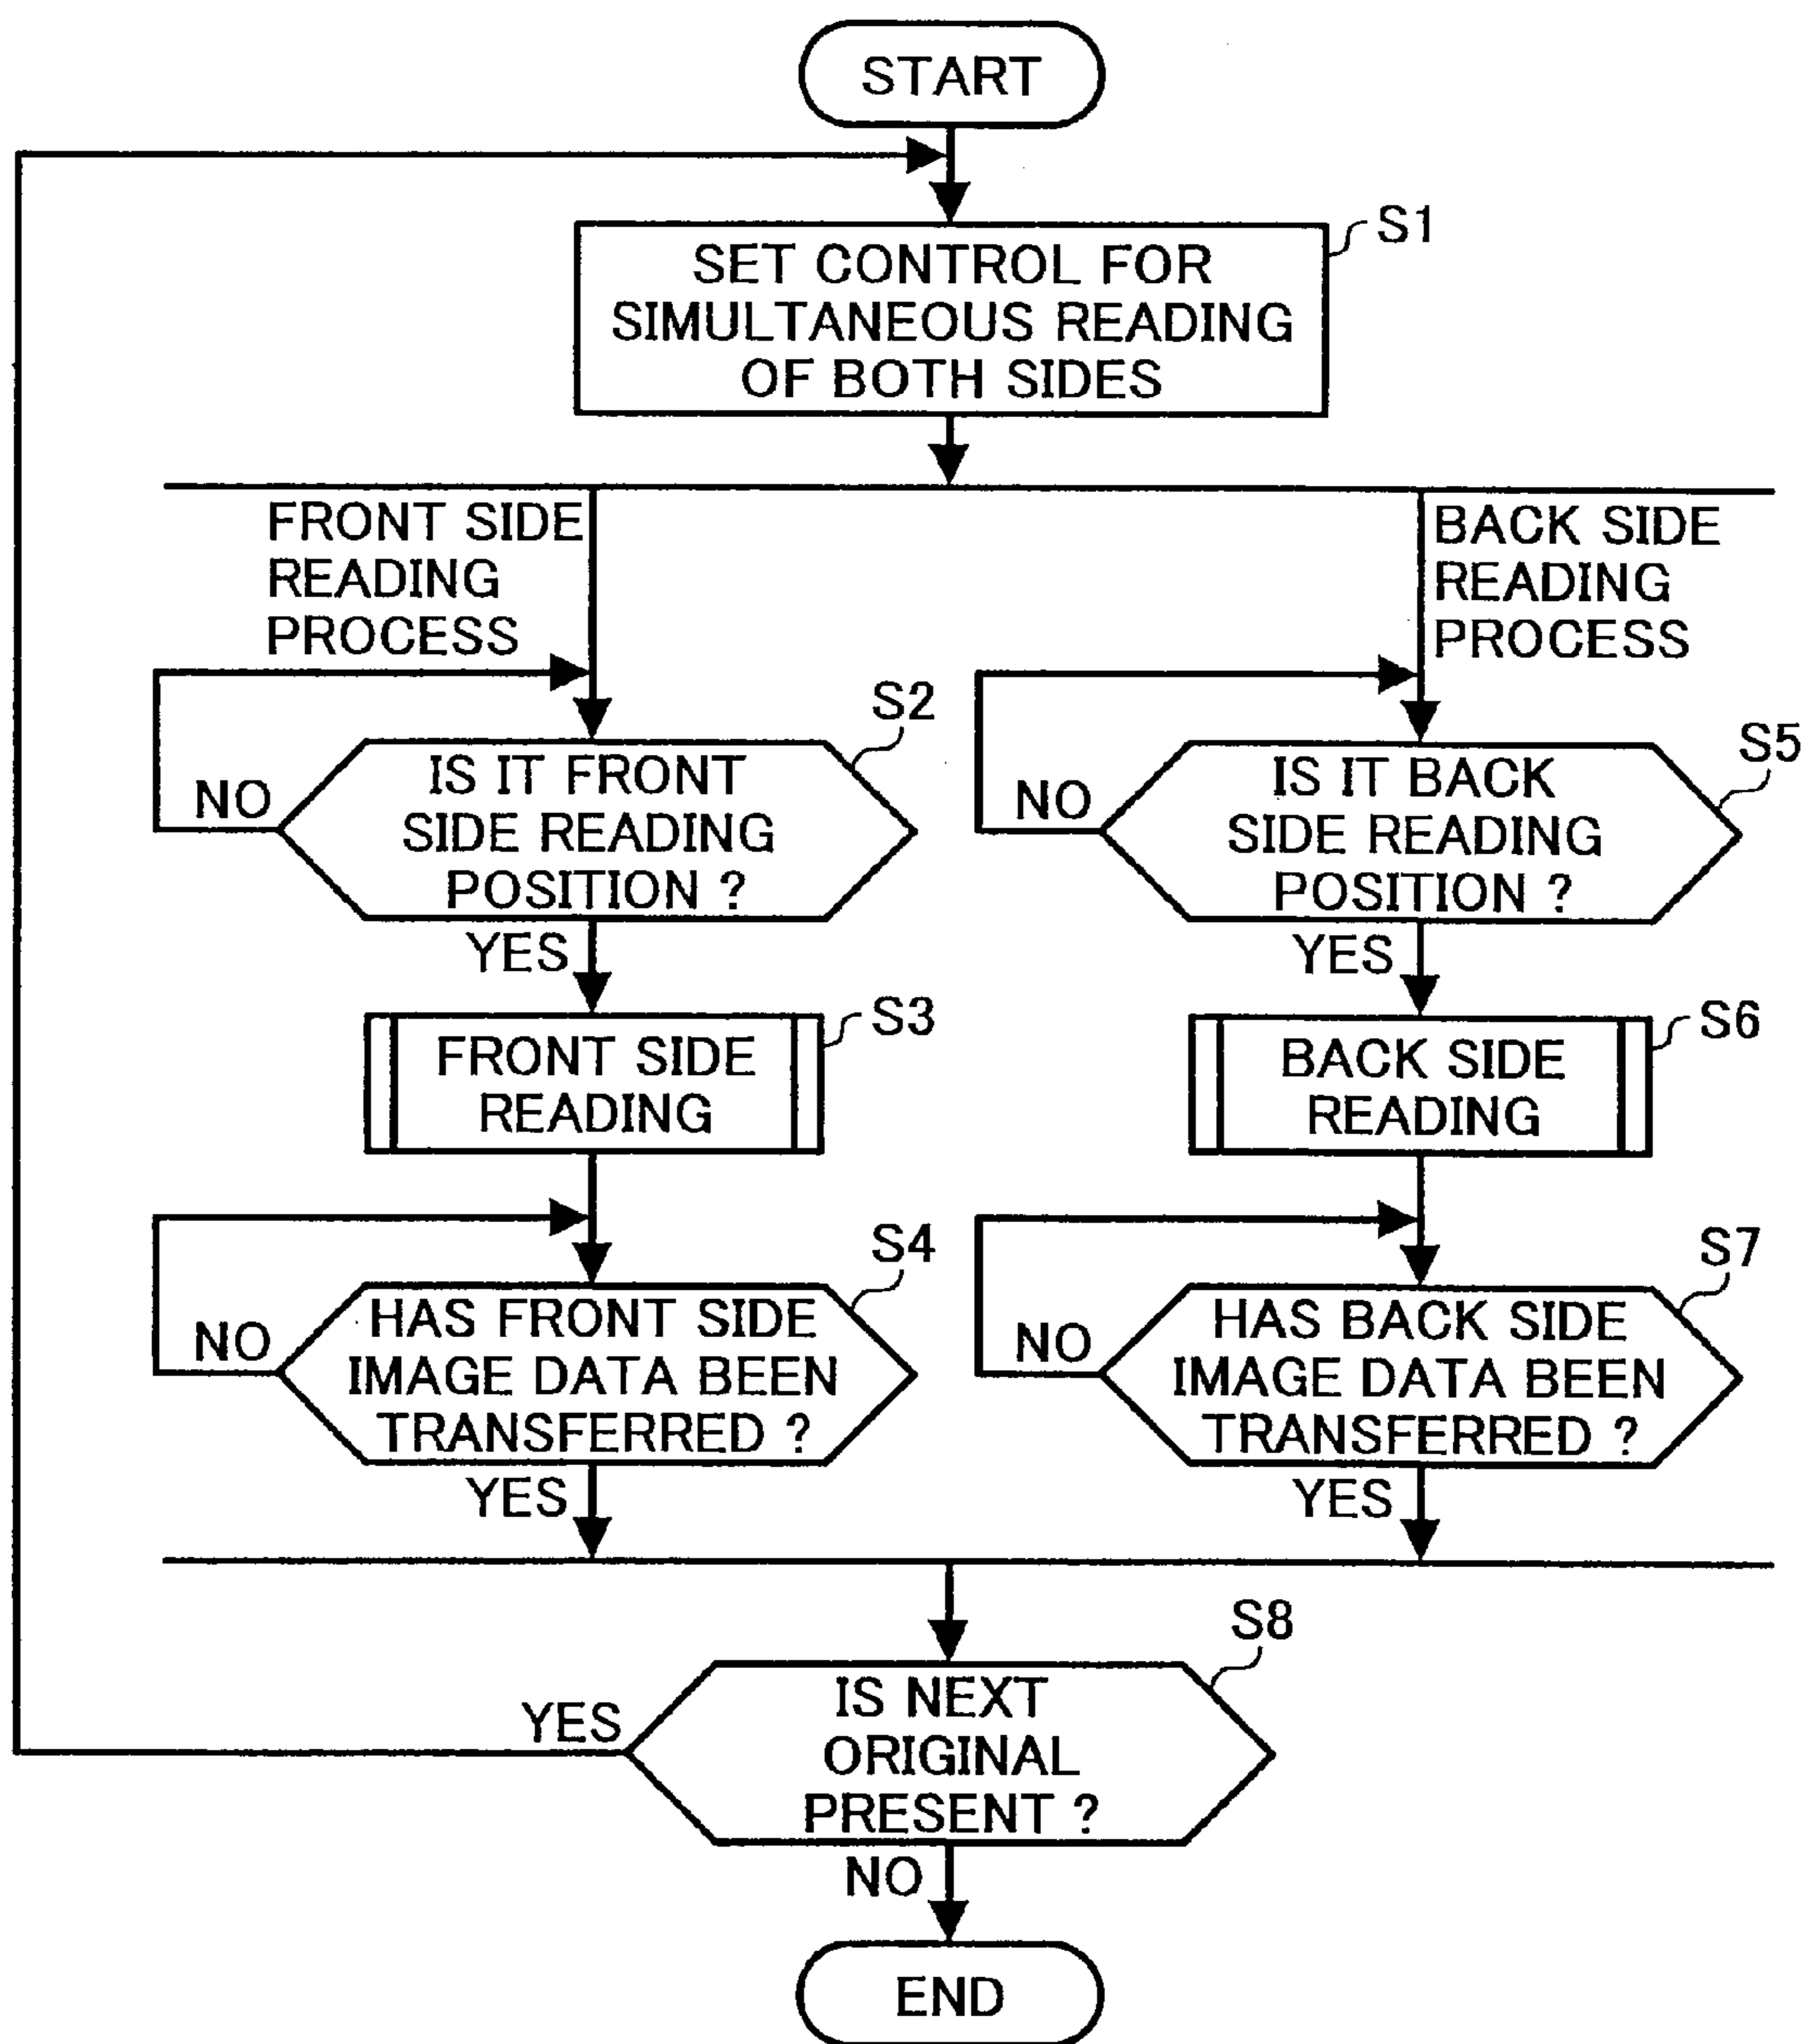 START
S1
SET CONTROL FOR
SIMULTANEOUS READING
OF BOTH SIDES
FRONT SIDE
READING
PROCESS
S2
IS IT FRONT
SIDE READING
POSITION ?
NO
YES
S3
FRONT SIDE
READING
S4
HAS FRONT SIDE
IMAGE DATA BEEN
TRANSFERRED ?
NO
YES
BACK SIDE
READING
PROCESS
S5
IS IT BACK
SIDE READING
POSITION ?
NO
YES
S6
BACK SIDE
READING
S7
HAS BACK SIDE
IMAGE DATA BEEN
TRANSFERRED ?
NO
YES
S8
IS NEXT
ORIGINAL
PRESENT ?
YES
NO
END